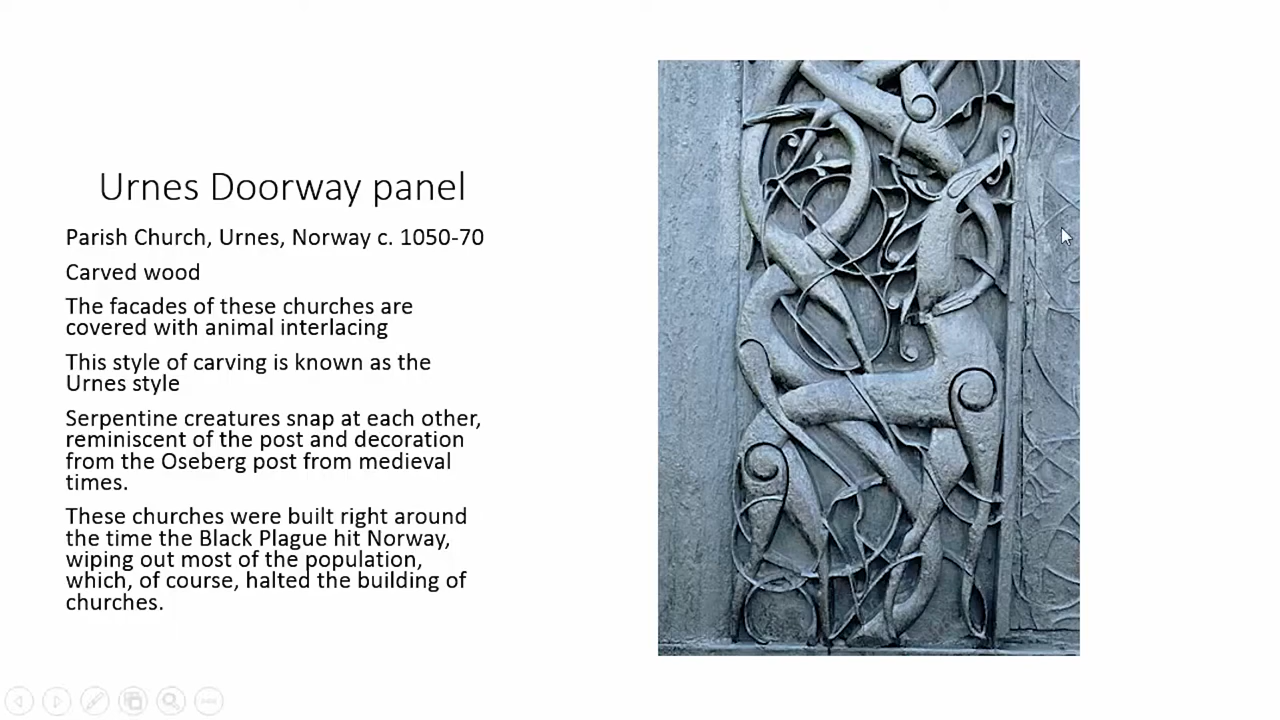 Urnes Doorway panel
Parish Church, Urnes, Norway c. 1050-70
Carved wood
The facades of these churches are
covered with animal interlacing
This style of carving is known as the
Urnes style
Serpentine creatures snap at each other,
reminiscent of the post and decoration
from the Oseberg post from medieval
times.
These churches were built right around
the time the Black Plague hit Norway,
wiping out most of the population,
which, of course, halted the building of
churches.